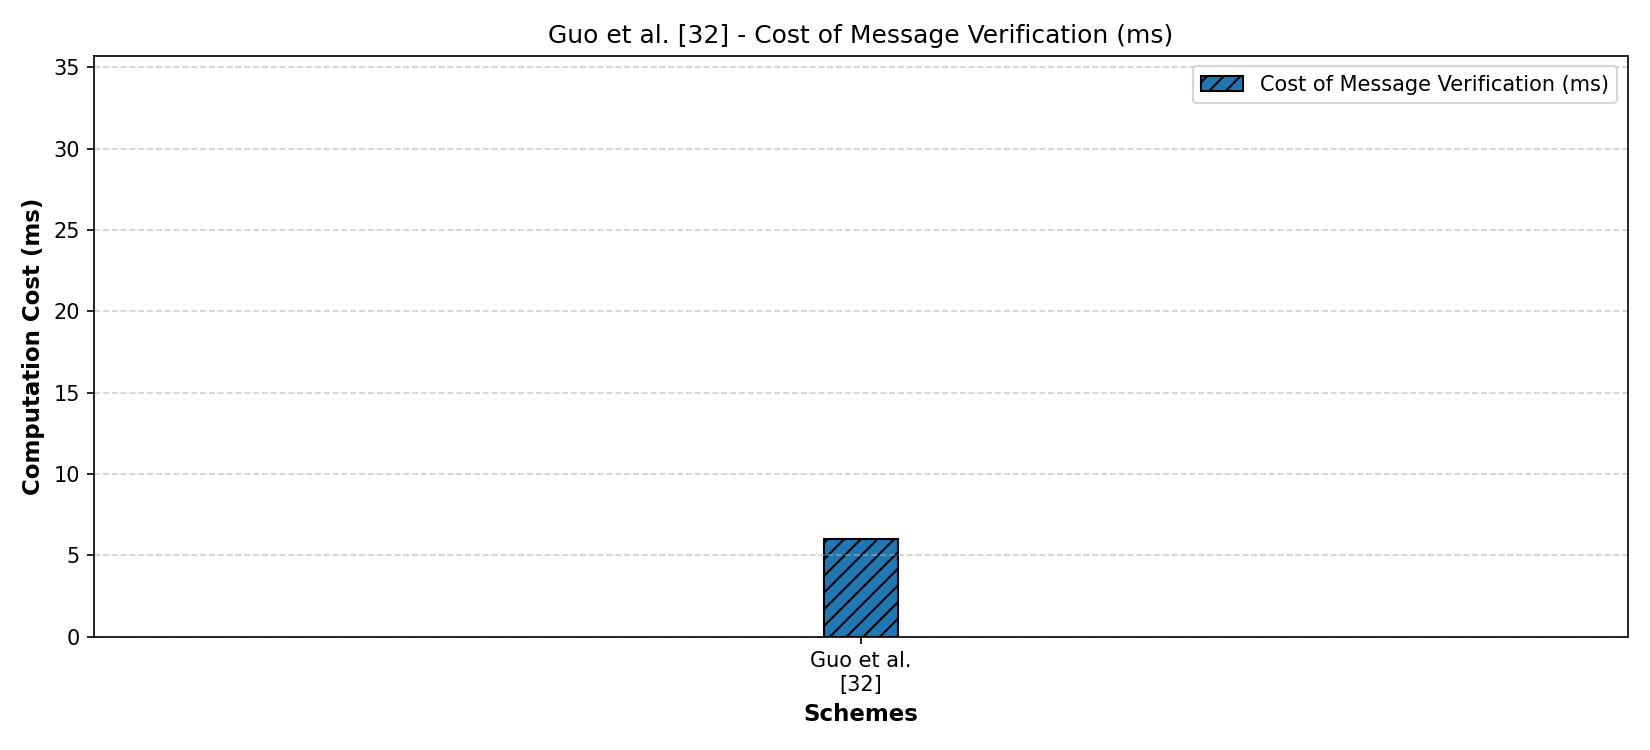 Guo et al. [32] - Cost of Message Verification (ms)
Cost of Message Verification (ms)
Computation Cost (ms)
35
30
25
20
15
10
5
0
Guo et al.
[32]
Schemes